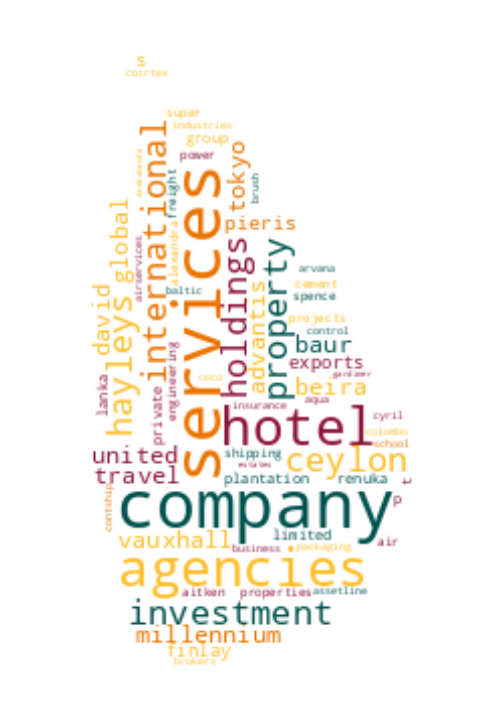 s
coirtex
super
industries
group
power
international
services
tokyo
freight
brush
alexandra
airservices
global
hayleys
david
pieris
holdings
property
advantis
baltic
arvana
cement
spence
projects
control
baur
exports
gardiner
beira
engineering
private
lanka
coco
insurance
aqua
hotel
cyril
colombo
school
united
travel
shipping
ceylon
estates
plantation
renuka
contship
company
p
limited
air
vauxhall
business
packaging
agencies
aitken
properties
assetline
investment
millennium
finlay
brokers